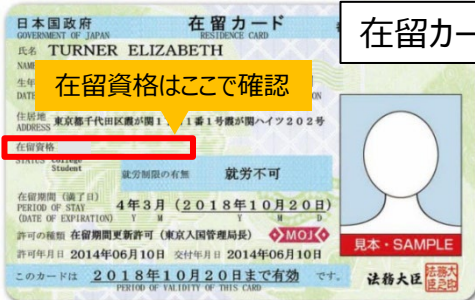 日本国政府 在留カード
GOVERNMENT OF JAPAN RESIDENCE CARD
在留カー
氏名 TURNER ELIZABETH
NAME
在留資格はここで確認
住居地
ADDRESS 東京都千代田区霞が関1 1番1号霞が関ハイツ202号
在留資格
STATUS College
Student
就労制限の有無 就労不可
在留期間(満了日)
PERIOD OF STAY
(DATE OF EXPIRATION)
4年3月(2018年10月20日)
Y M Y M D
許可の種類 在留期間更新許可(東京入国管理局長) MOJ
許可年月日 2014年06月10日 交付年月日 2014年06月10日
見本・SAMPLE
このカードは 2018年10月20日まで有効 です。
PERIOD OF VALIDITY OF THIS CARD
法務大臣